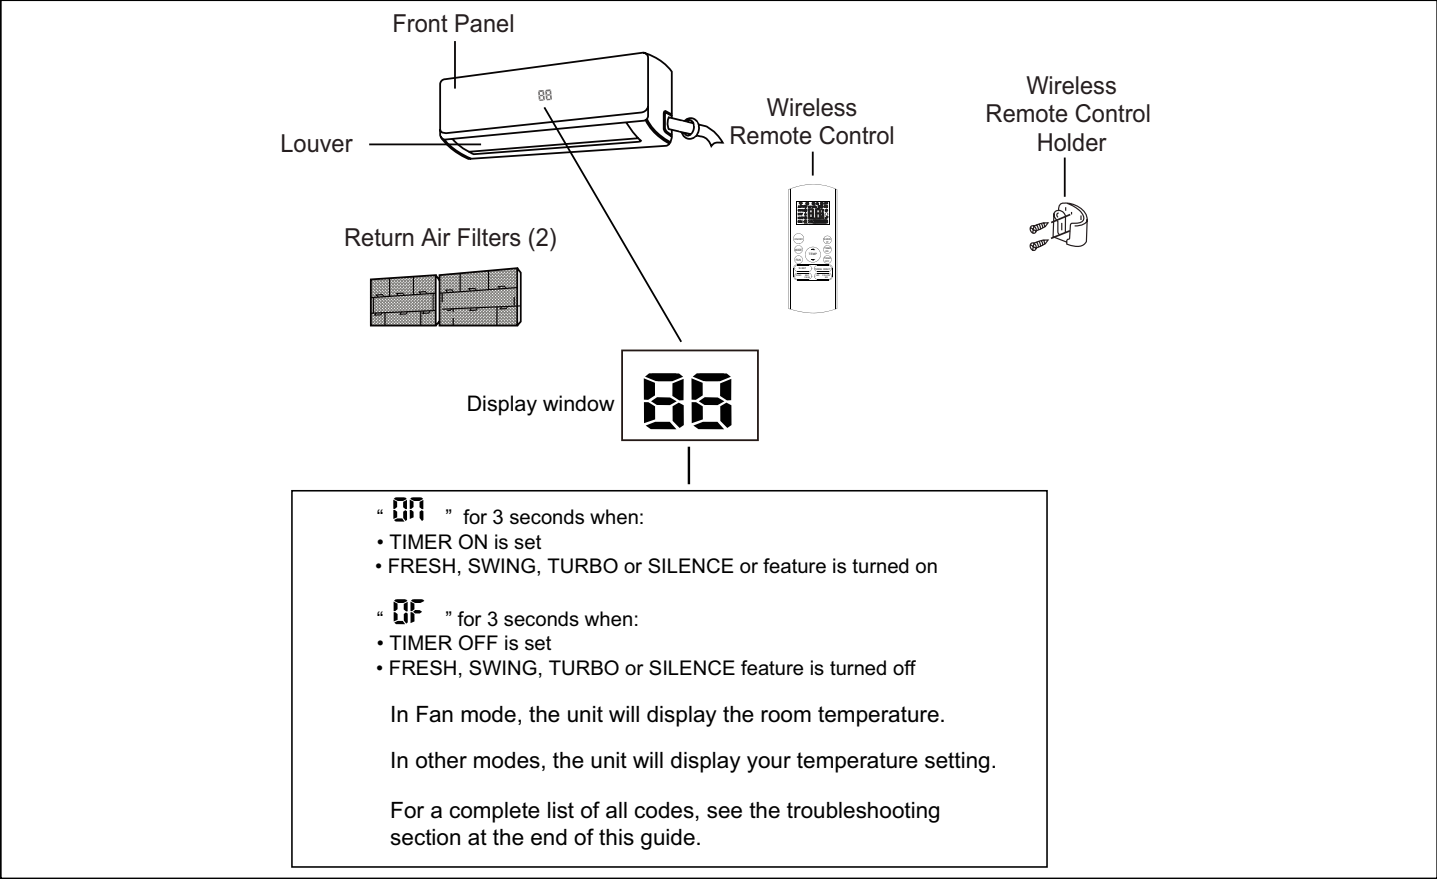 Front Panel
88
Wireless
Remote Control
Wireless
Remote Control
Holder
Louver
Return Air Filters (2)
Display window
88
“ ON ” for 3 seconds when:
• TIMER ON is set
• FRESH, SWING, TURBO or SILENCE or feature is turned on
“ OF ” for 3 seconds when:
• TIMER OFF is set
• FRESH, SWING, TURBO or SILENCE feature is turned off
In Fan mode, the unit will display the room temperature.
In other modes, the unit will display your temperature setting.
For a complete list of all codes, see the troubleshooting
section at the end of this guide.